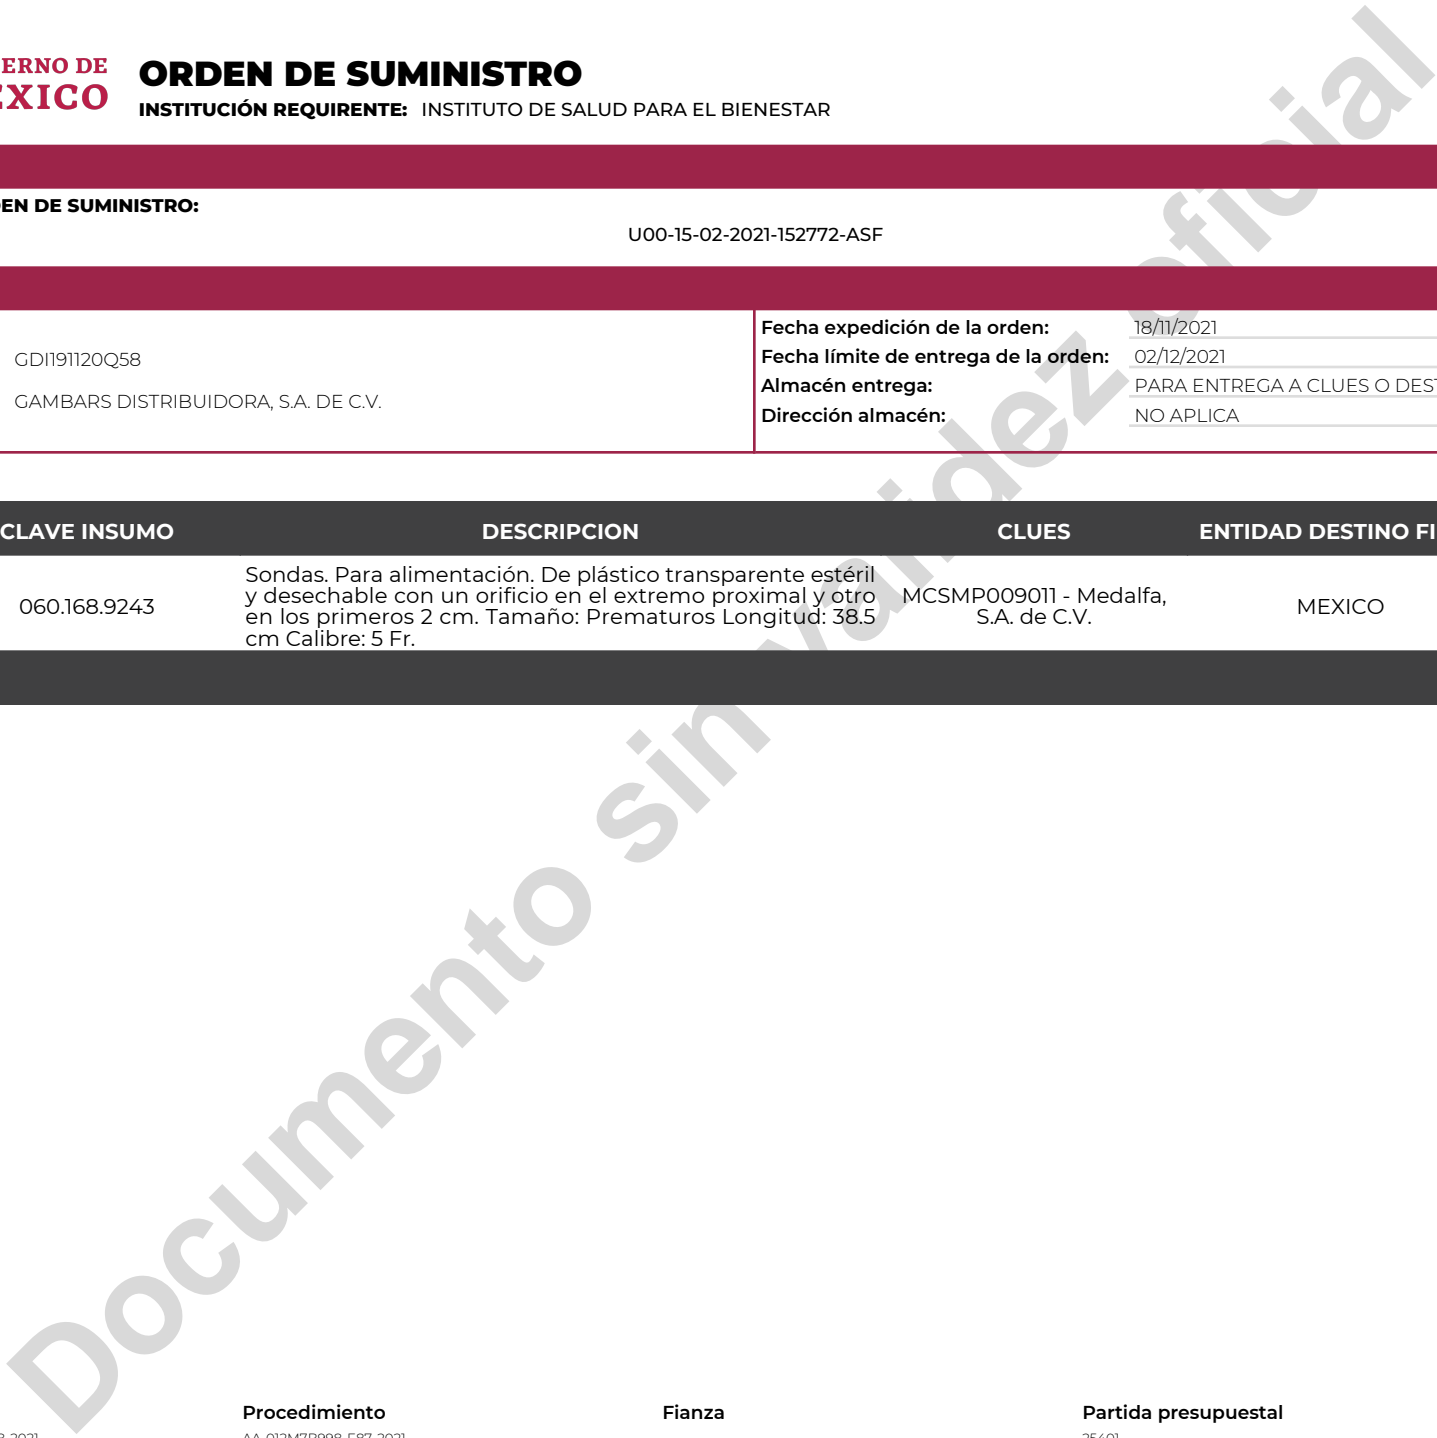 ERNO DE
ORDEN DE SUMINISTRO
INSTITUCIÓN REQUIRENTE: INSTITUTO DE SALUD PARA EL BIENESTAR
EN DE SUMINISTRO:
U00-15-02-2021-152772-ASF
GDI191120Q58
GAMBARS DISTRIBUIDORA, S.A. DE C.V.
Fecha expedición de la orden: 18/11/2021
Fecha límite de entrega de la orden: 02/12/2021
Almacén entrega: PARA ENTREGA A CLUES O DEST
Dirección almacén: NO APLICA
CLAVE INSUMO DESCRIPCION CLUES ENTIDAD DESTINO FI
060.168.9243
Sondas. Para alimentación. De plástico transparente estéril
y desechable con un orificio en el extremo proximal y otro
en los primeros 2 cm. Tamaño: Prematuros Longitud: 38.5
cm Calibre: 5 Fr.
MCSMP009011 - Medalfa,
S.A. de C.V.
MEXICO
Documento sin validez oficial
Procedimiento Fianza Partida presupuestal